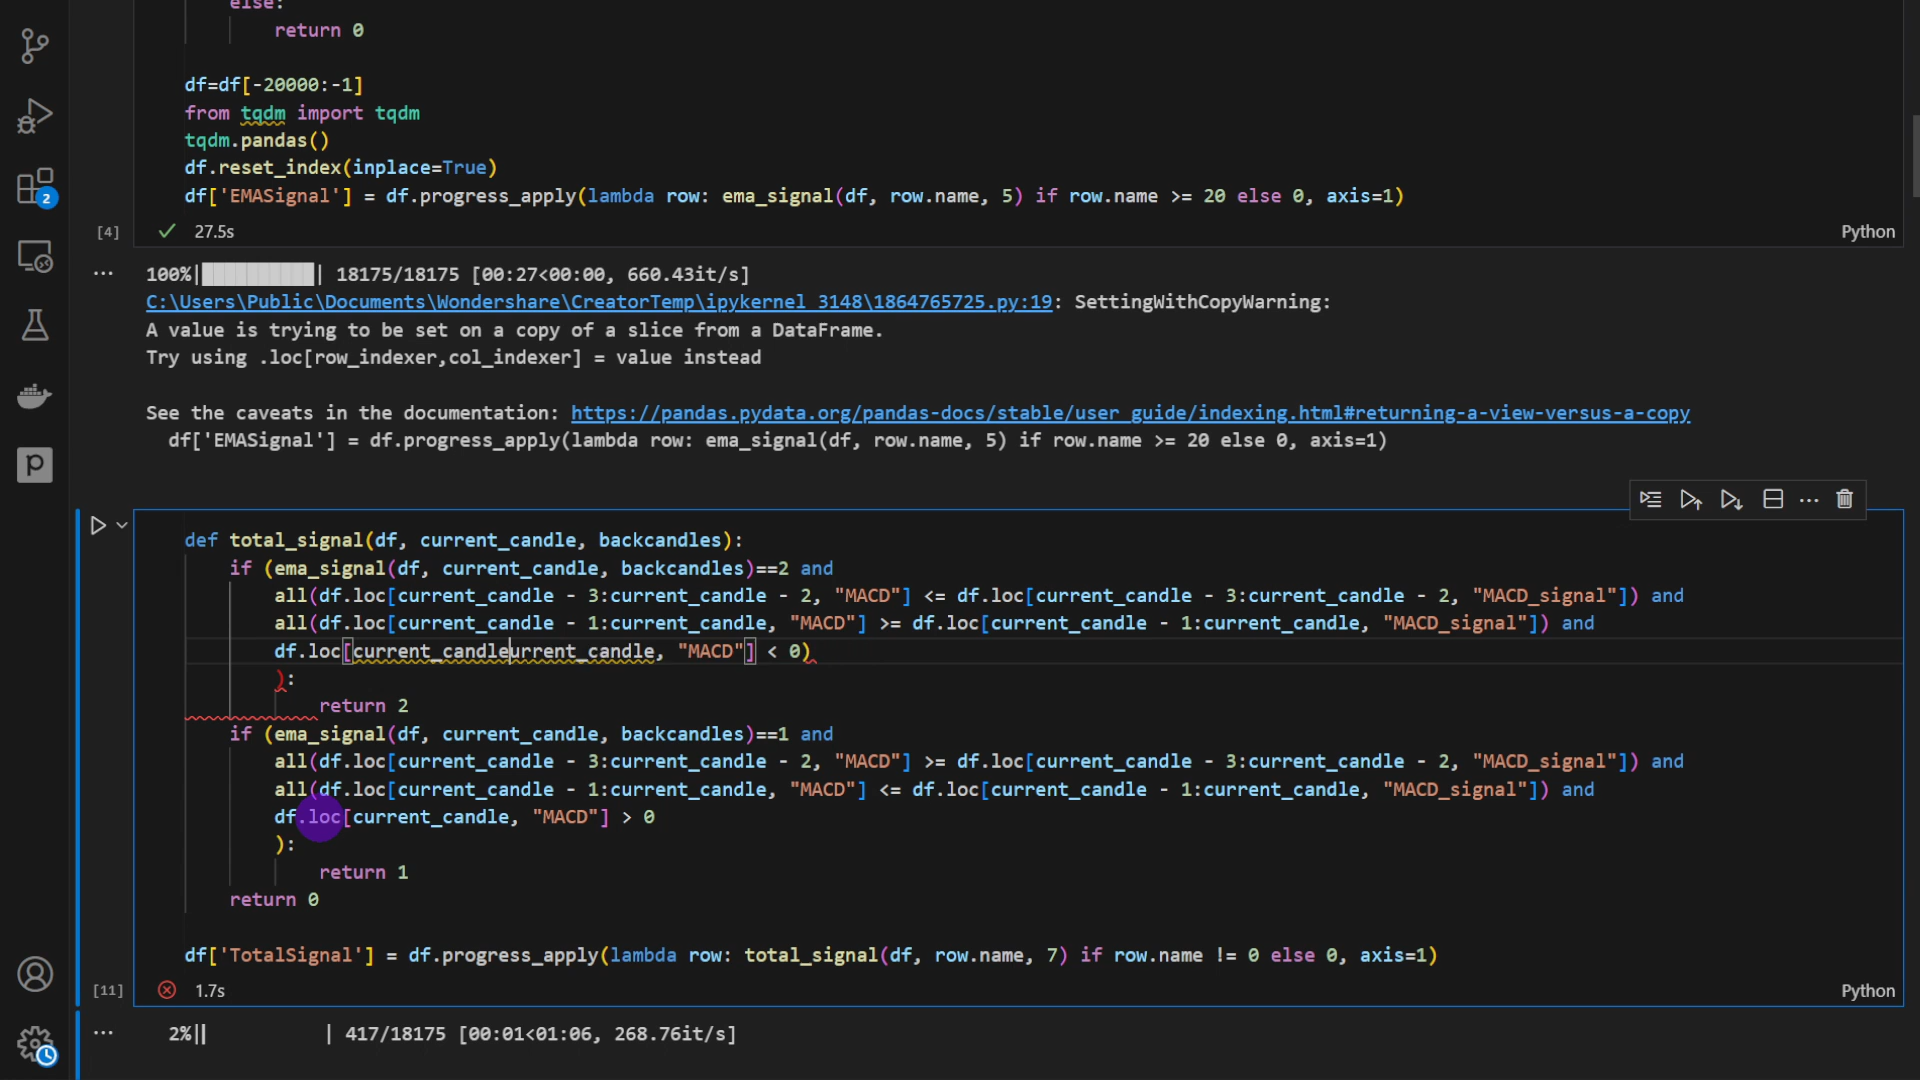 else:
return 0
df=df[-20000:-1]
from tqdm import tqdm
tqdm.pandas()
df.reset_index(inplace=True)
df['EMASignal'] = df.progress_apply(lambda row: ema_signal(df, row.name, 5) if row.name >= 20 else 0, axis=1)
[4] 27.5s Python
2
100%|██████████| 18175/18175 [00:27<00:00, 660.43it/s]
C:\Users\Public\Documents\Wondershare\CreatorTemp\ipykernel_3148\1864765725.py:19: SettingWithCopyWarning:
A value is trying to be set on a copy of a slice from a DataFrame.
Try using .loc[row_indexer,col_indexer] = value instead
See the caveats in the documentation: https://pandas.pydata.org/pandas-docs/stable/user_guide/indexing.html#returning-a-view-versus-a-copy
df['EMASignal'] = df.progress_apply(lambda row: ema_signal(df, row.name, 5) if row.name >= 20 else 0, axis=1)
def total_signal(df, current_candle, backcandles):
if (ema_signal(df, current_candle, backcandles)==2 and
all(df.loc[current_candle - 3:current_candle - 2, "MACD"] <= df.loc[current_candle - 3:current_candle - 2, "MACD_signal"]) and
all(df.loc[current_candle - 1:current_candle, "MACD"] >= df.loc[current_candle - 1:current_candle, "MACD_signal"]) and
df.loc[current_candleurrent_candle, "MACD"] < 0)
):
return 2
if (ema_signal(df, current_candle, backcandles)==1 and
all(df.loc[current_candle - 3:current_candle - 2, "MACD"] >= df.loc[current_candle - 3:current_candle - 2, "MACD_signal"]) and
all(df.loc[current_candle - 1:current_candle, "MACD"] <= df.loc[current_candle - 1:current_candle, "MACD_signal"]) and
df.loc[current_candle, "MACD"] > 0
):
return 1
return 0
df['TotalSignal'] = df.progress_apply(lambda row: total_signal(df, row.name, 7) if row.name != 0 else 0, axis=1)
[11] 1.7s Python
2%|| | 417/18175 [00:01<01:06, 268.76it/s]